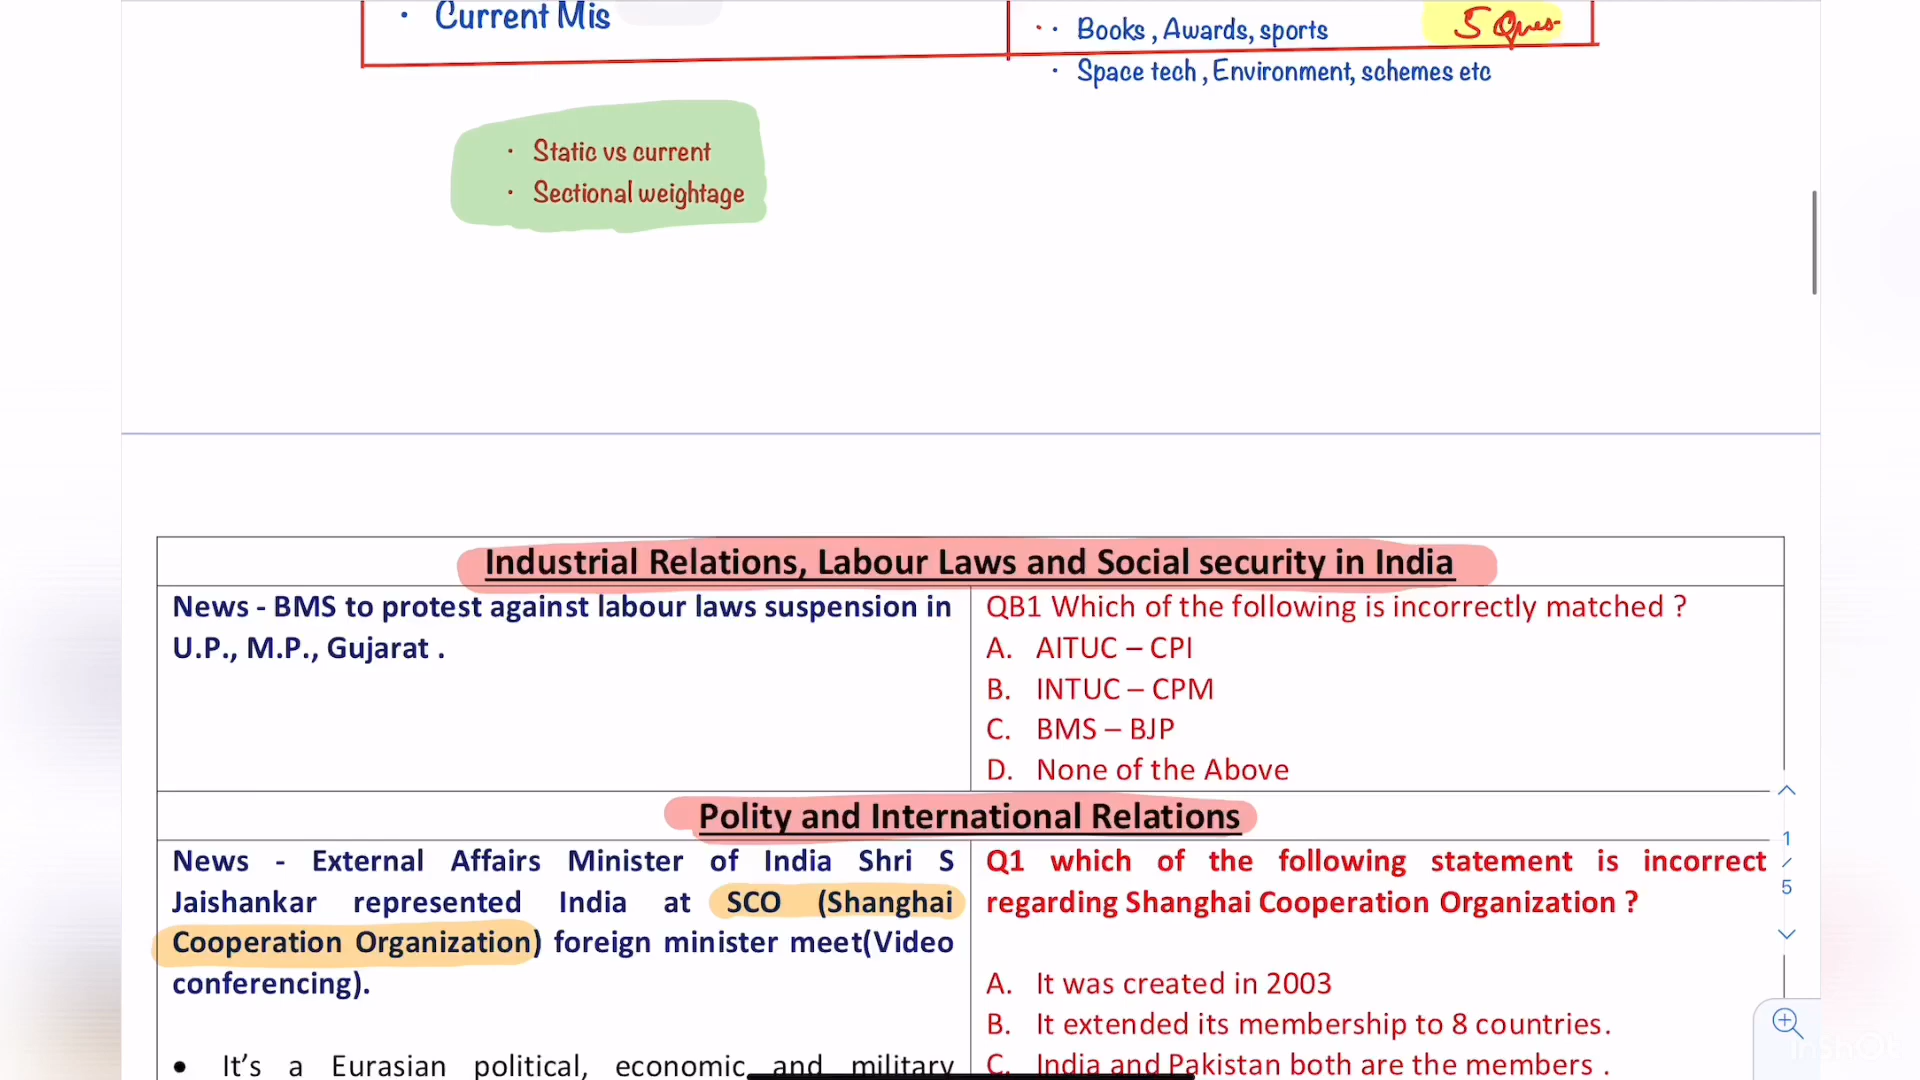 · Current Mis
· · Books , Awards, sports
5 Ques-
· Space tech , Environment, schemes etc
· Static vs current
· Sectional weightage
Industrial Relations, Labour Laws and Social security in India
News - BMS to protest against labour laws suspension in
U.P., M.P., Gujarat .
QB1 Which of the following is incorrectly matched ?
A. AITUC – CPI
B. INTUC – CPM
C. BMS – BJP
D. None of the Above
Polity and International Relations
News - External Affairs Minister of India Shri S
Jaishankar represented India at SCO (Shanghai
Cooperation Organization) foreign minister meet(Video
conferencing).
• It’s a Eurasian political, economic and military
Q1 which of the following statement is incorrect
regarding Shanghai Cooperation Organization ?
A. It was created in 2003
B. It extended its membership to 8 countries.
C. India and Pakistan both are the members .
1
/
5
InShOt